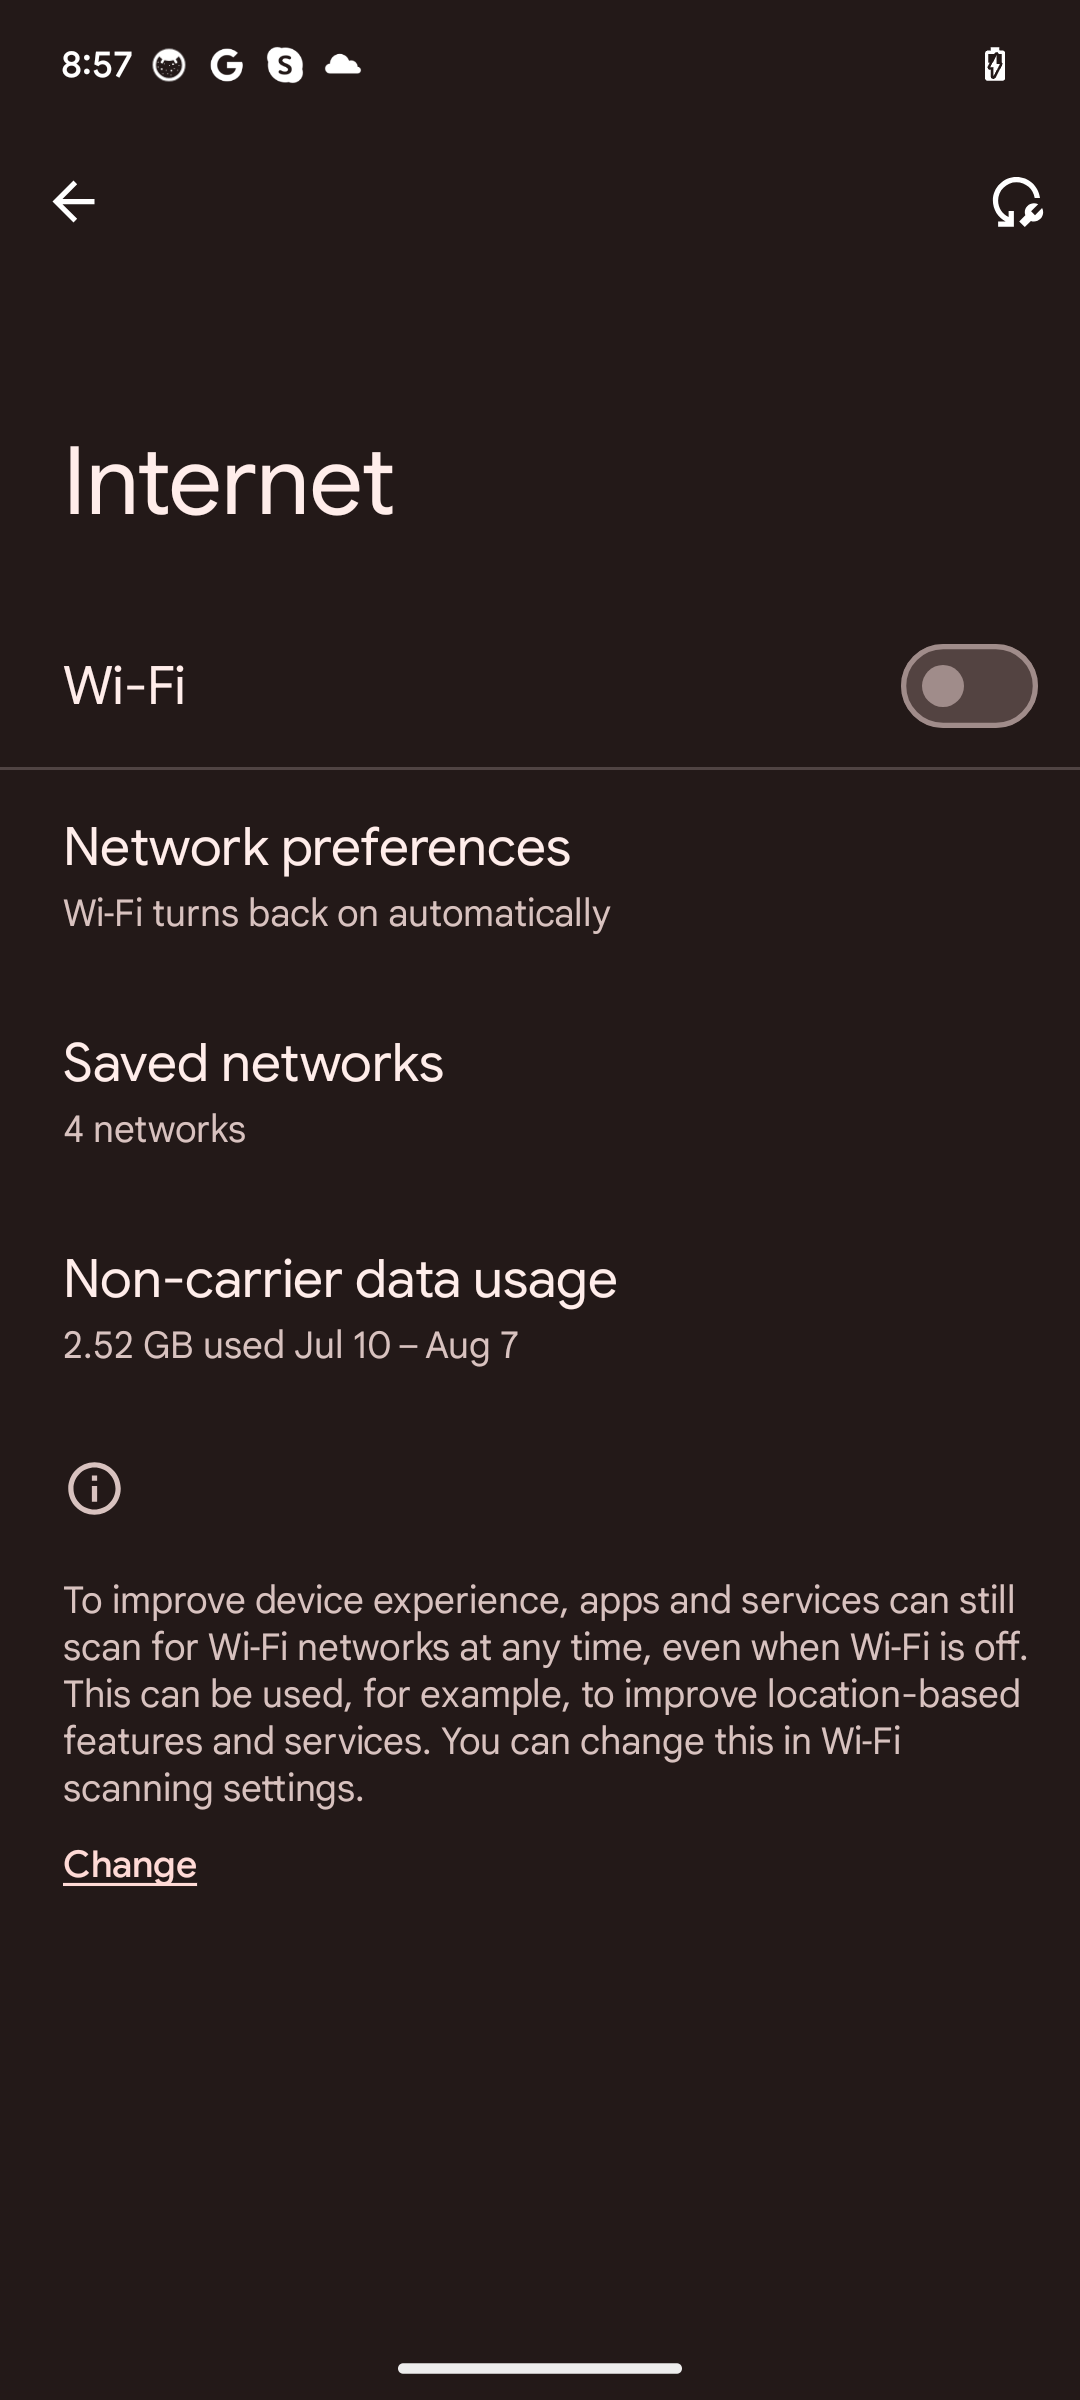 8:57
Internet
Wi-Fi
Network preferences
Wi-Fi turns back on automatically
Saved networks
4 networks
Non-carrier data usage
2.52 GB used Jul 10 – Aug 7
To improve device experience, apps and services can still
scan for Wi-Fi networks at any time, even when Wi-Fi is off.
This can be used, for example, to improve location-based
features and services. You can change this in Wi-Fi
scanning settings.
Change